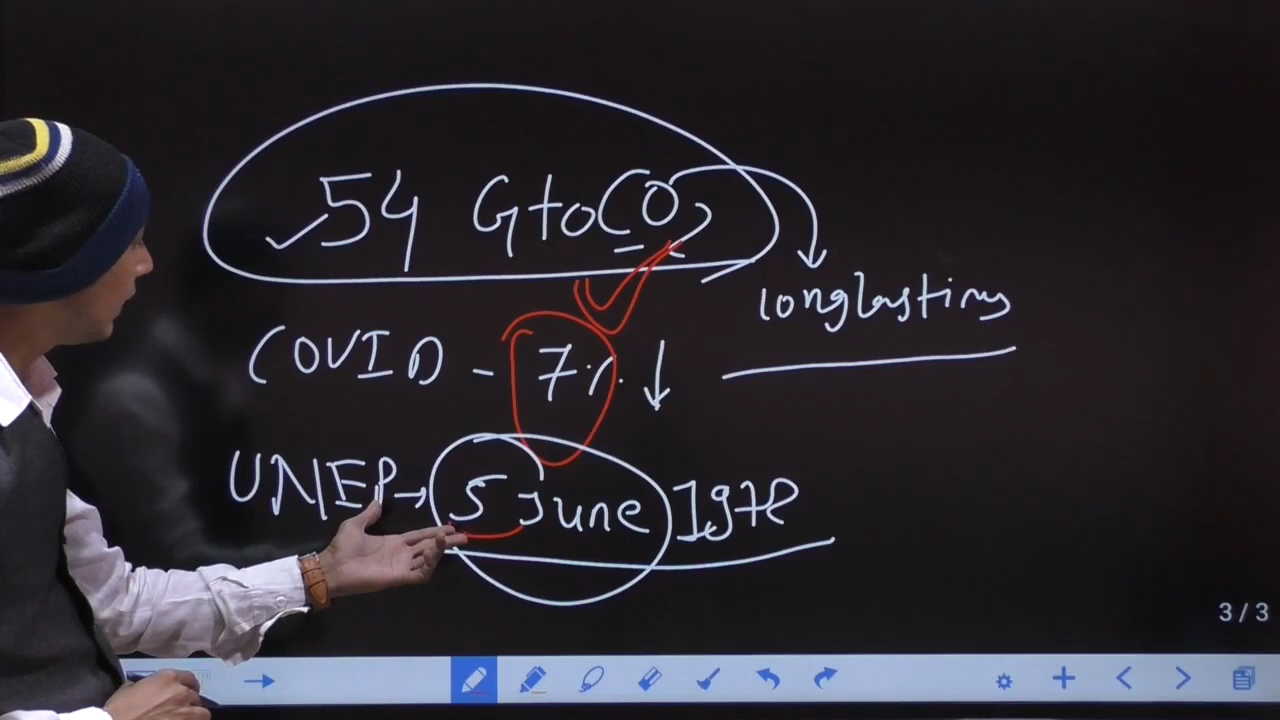 54 GtoCO2
longlasting
COVID - 7% ↓
UNEP → 5 June 1972
3 / 3